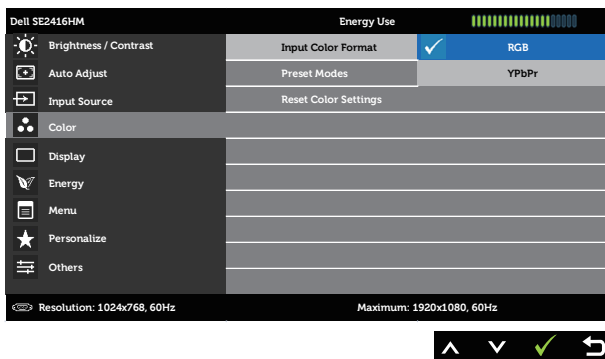 Dell SE2416HM Energy Use
Brightness / Contrast Input Color Format RGB
Auto Adjust Preset Modes YPbPr
Input Source Reset Color Settings
Color
Display
Energy
Menu
Personalize
Others
Resolution: 1024x768, 60Hz Maximum: 1920x1080, 60Hz